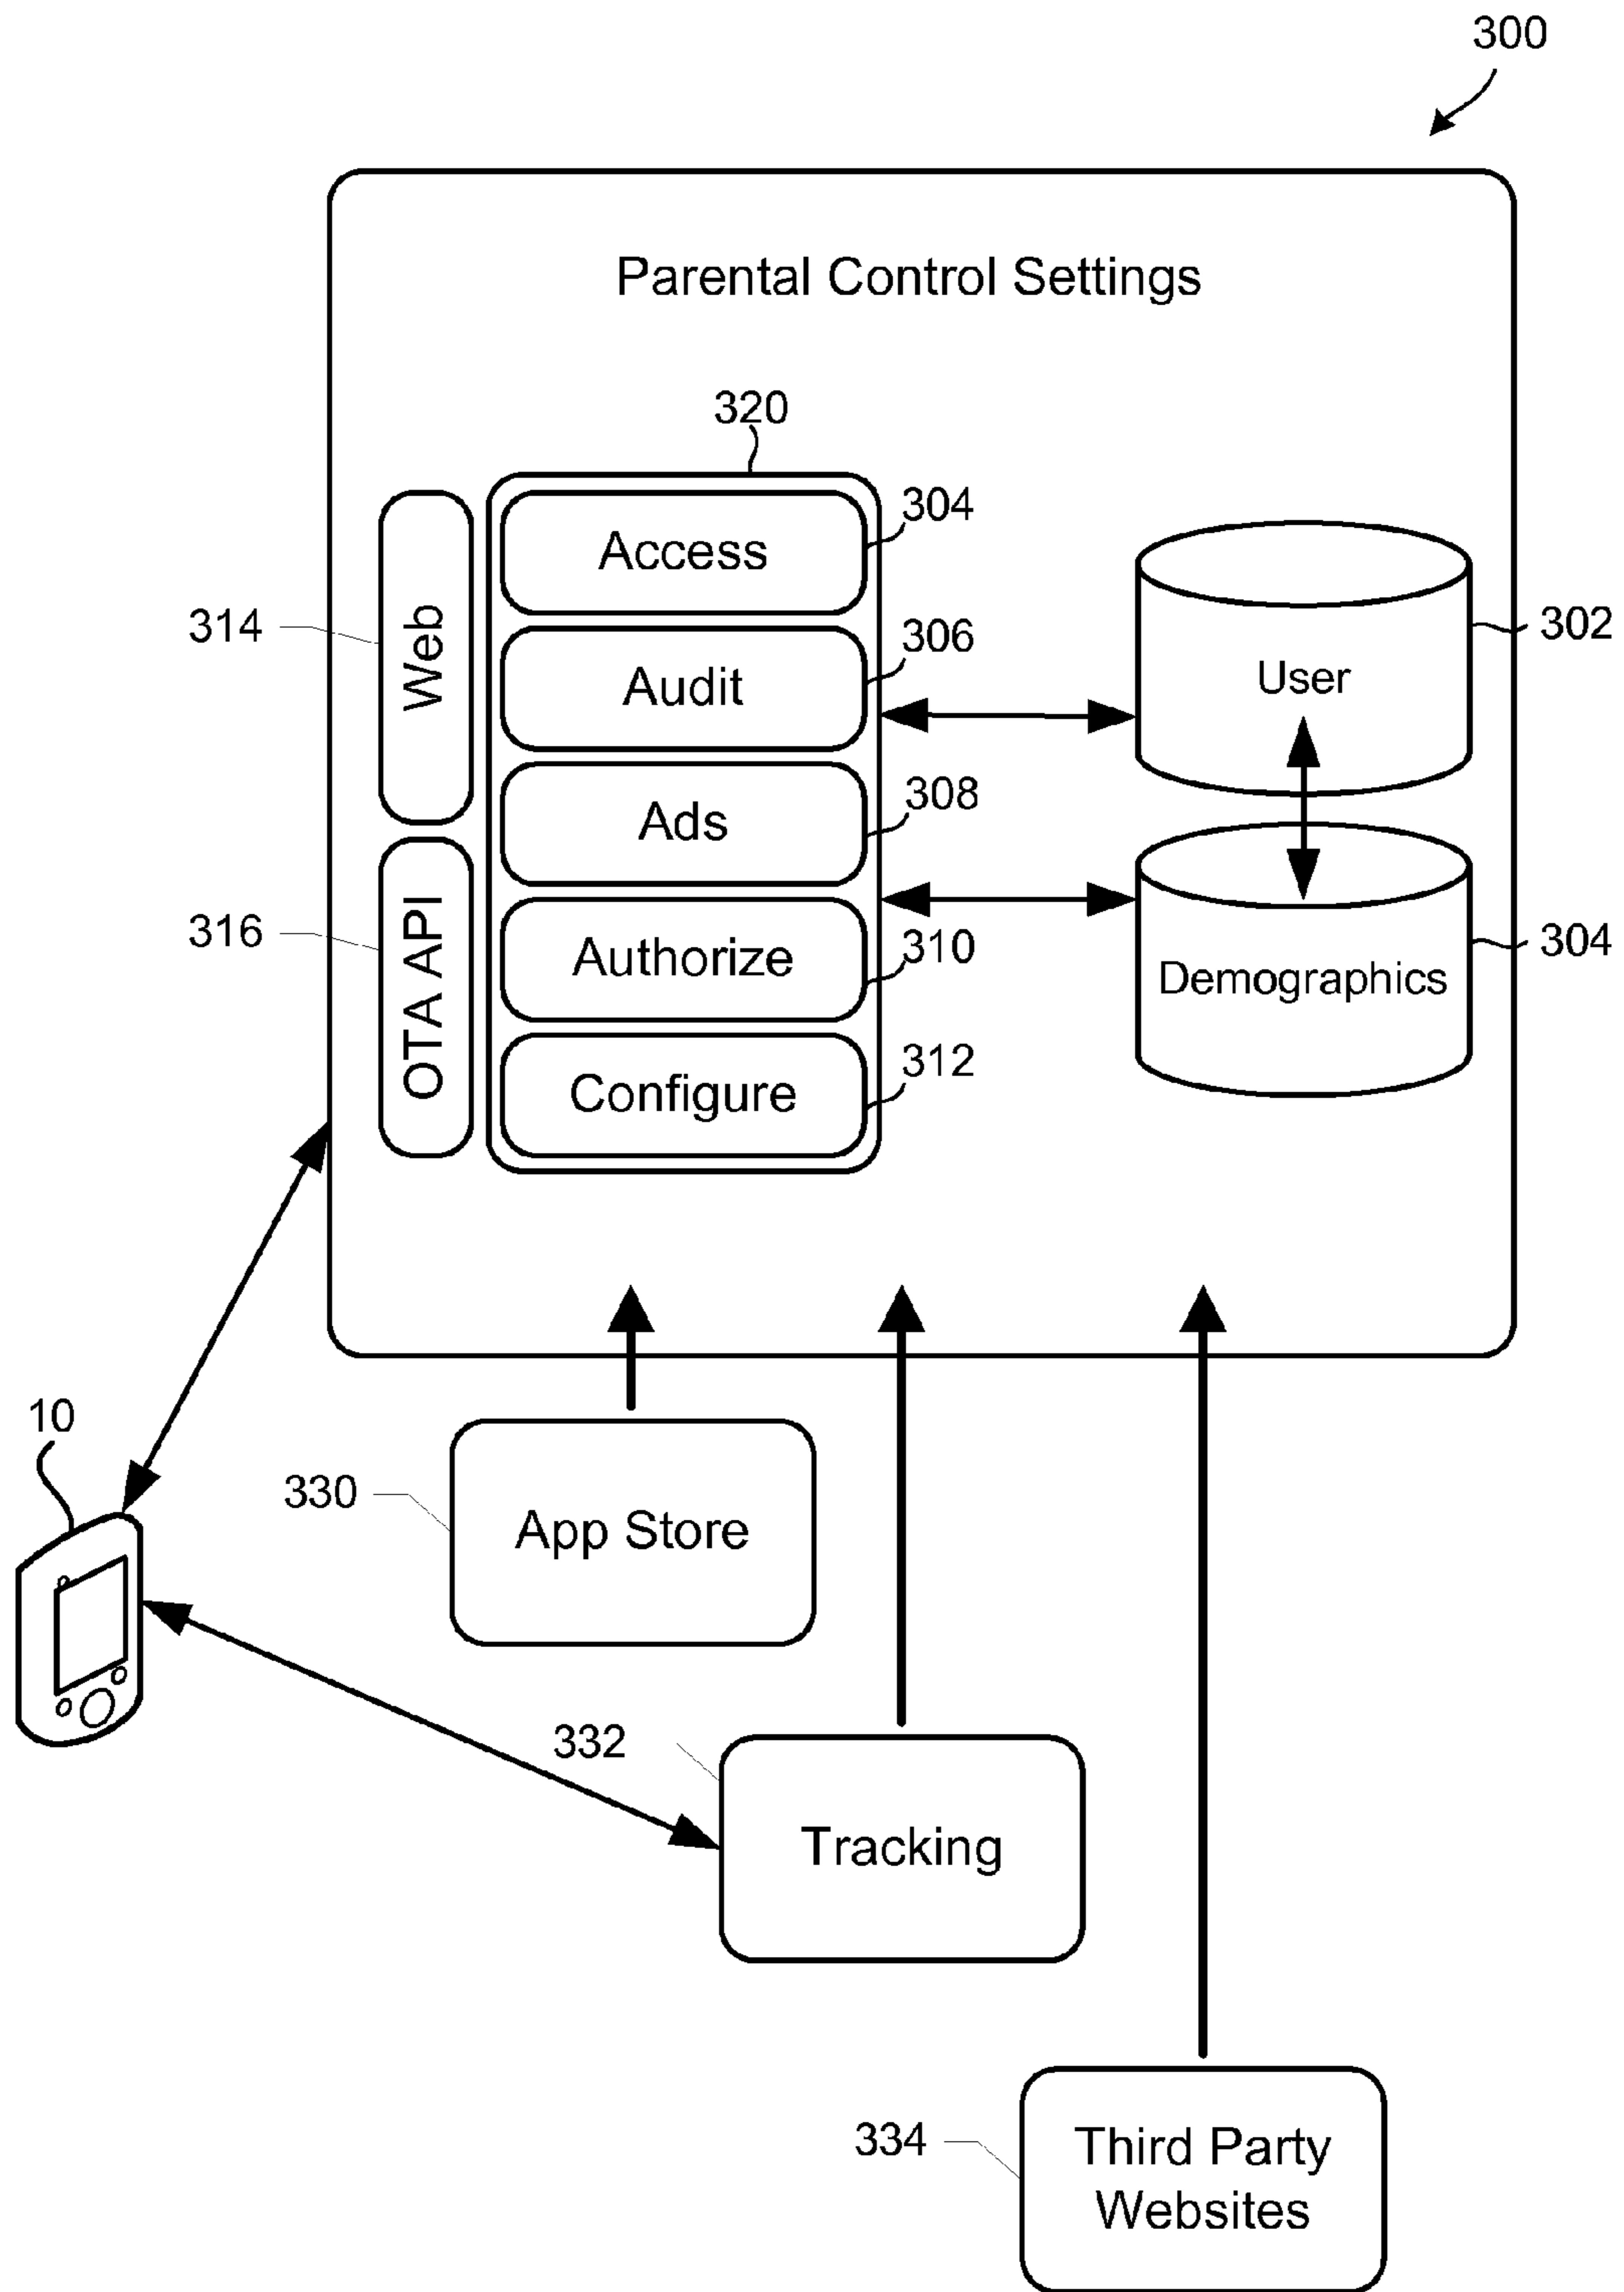 300
Parental Control Settings
320
Access
304
Audit
306
Ads
308
Authorize
310
Configure
312
314
Web
316
OTA API
User
302
Demographics
304
10
330
App Store
332
Tracking
334
Third Party
Websites